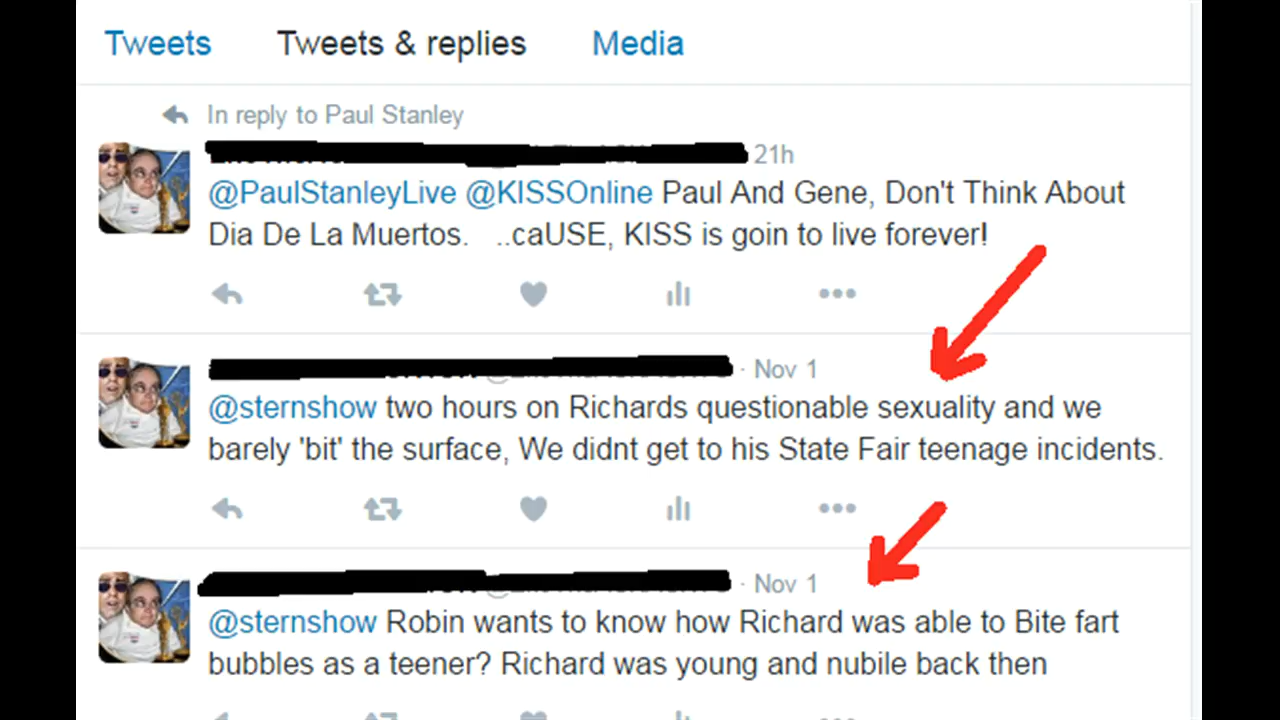 Tweets Tweets & replies Media
In reply to Paul Stanley
21h
@PaulStanleyLive @KISSOnline Paul And Gene, Don't Think About
Dia De La Muertos. ..caUSE, KISS is goin to live forever!
· Nov 1
@sternshow two hours on Richards questionable sexuality and we
barely 'bit' the surface, We didnt get to his State Fair teenage incidents.
· Nov 1
@sternshow Robin wants to know how Richard was able to Bite fart
bubbles as a teener? Richard was young and nubile back then